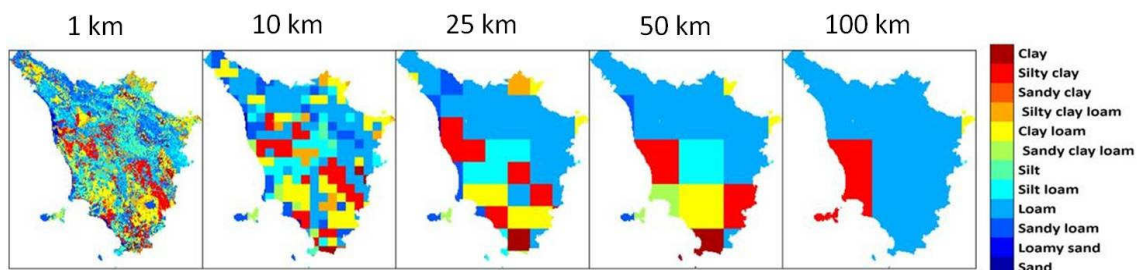 1 km
10 km
25 km
50 km
100 km
Clay
Silty clay
Sandy clay
Silty clay loam
Clay loam
Sandy clay loam
Silt
Silt loam
Loam
Sandy loam
Loamy sand
Sand